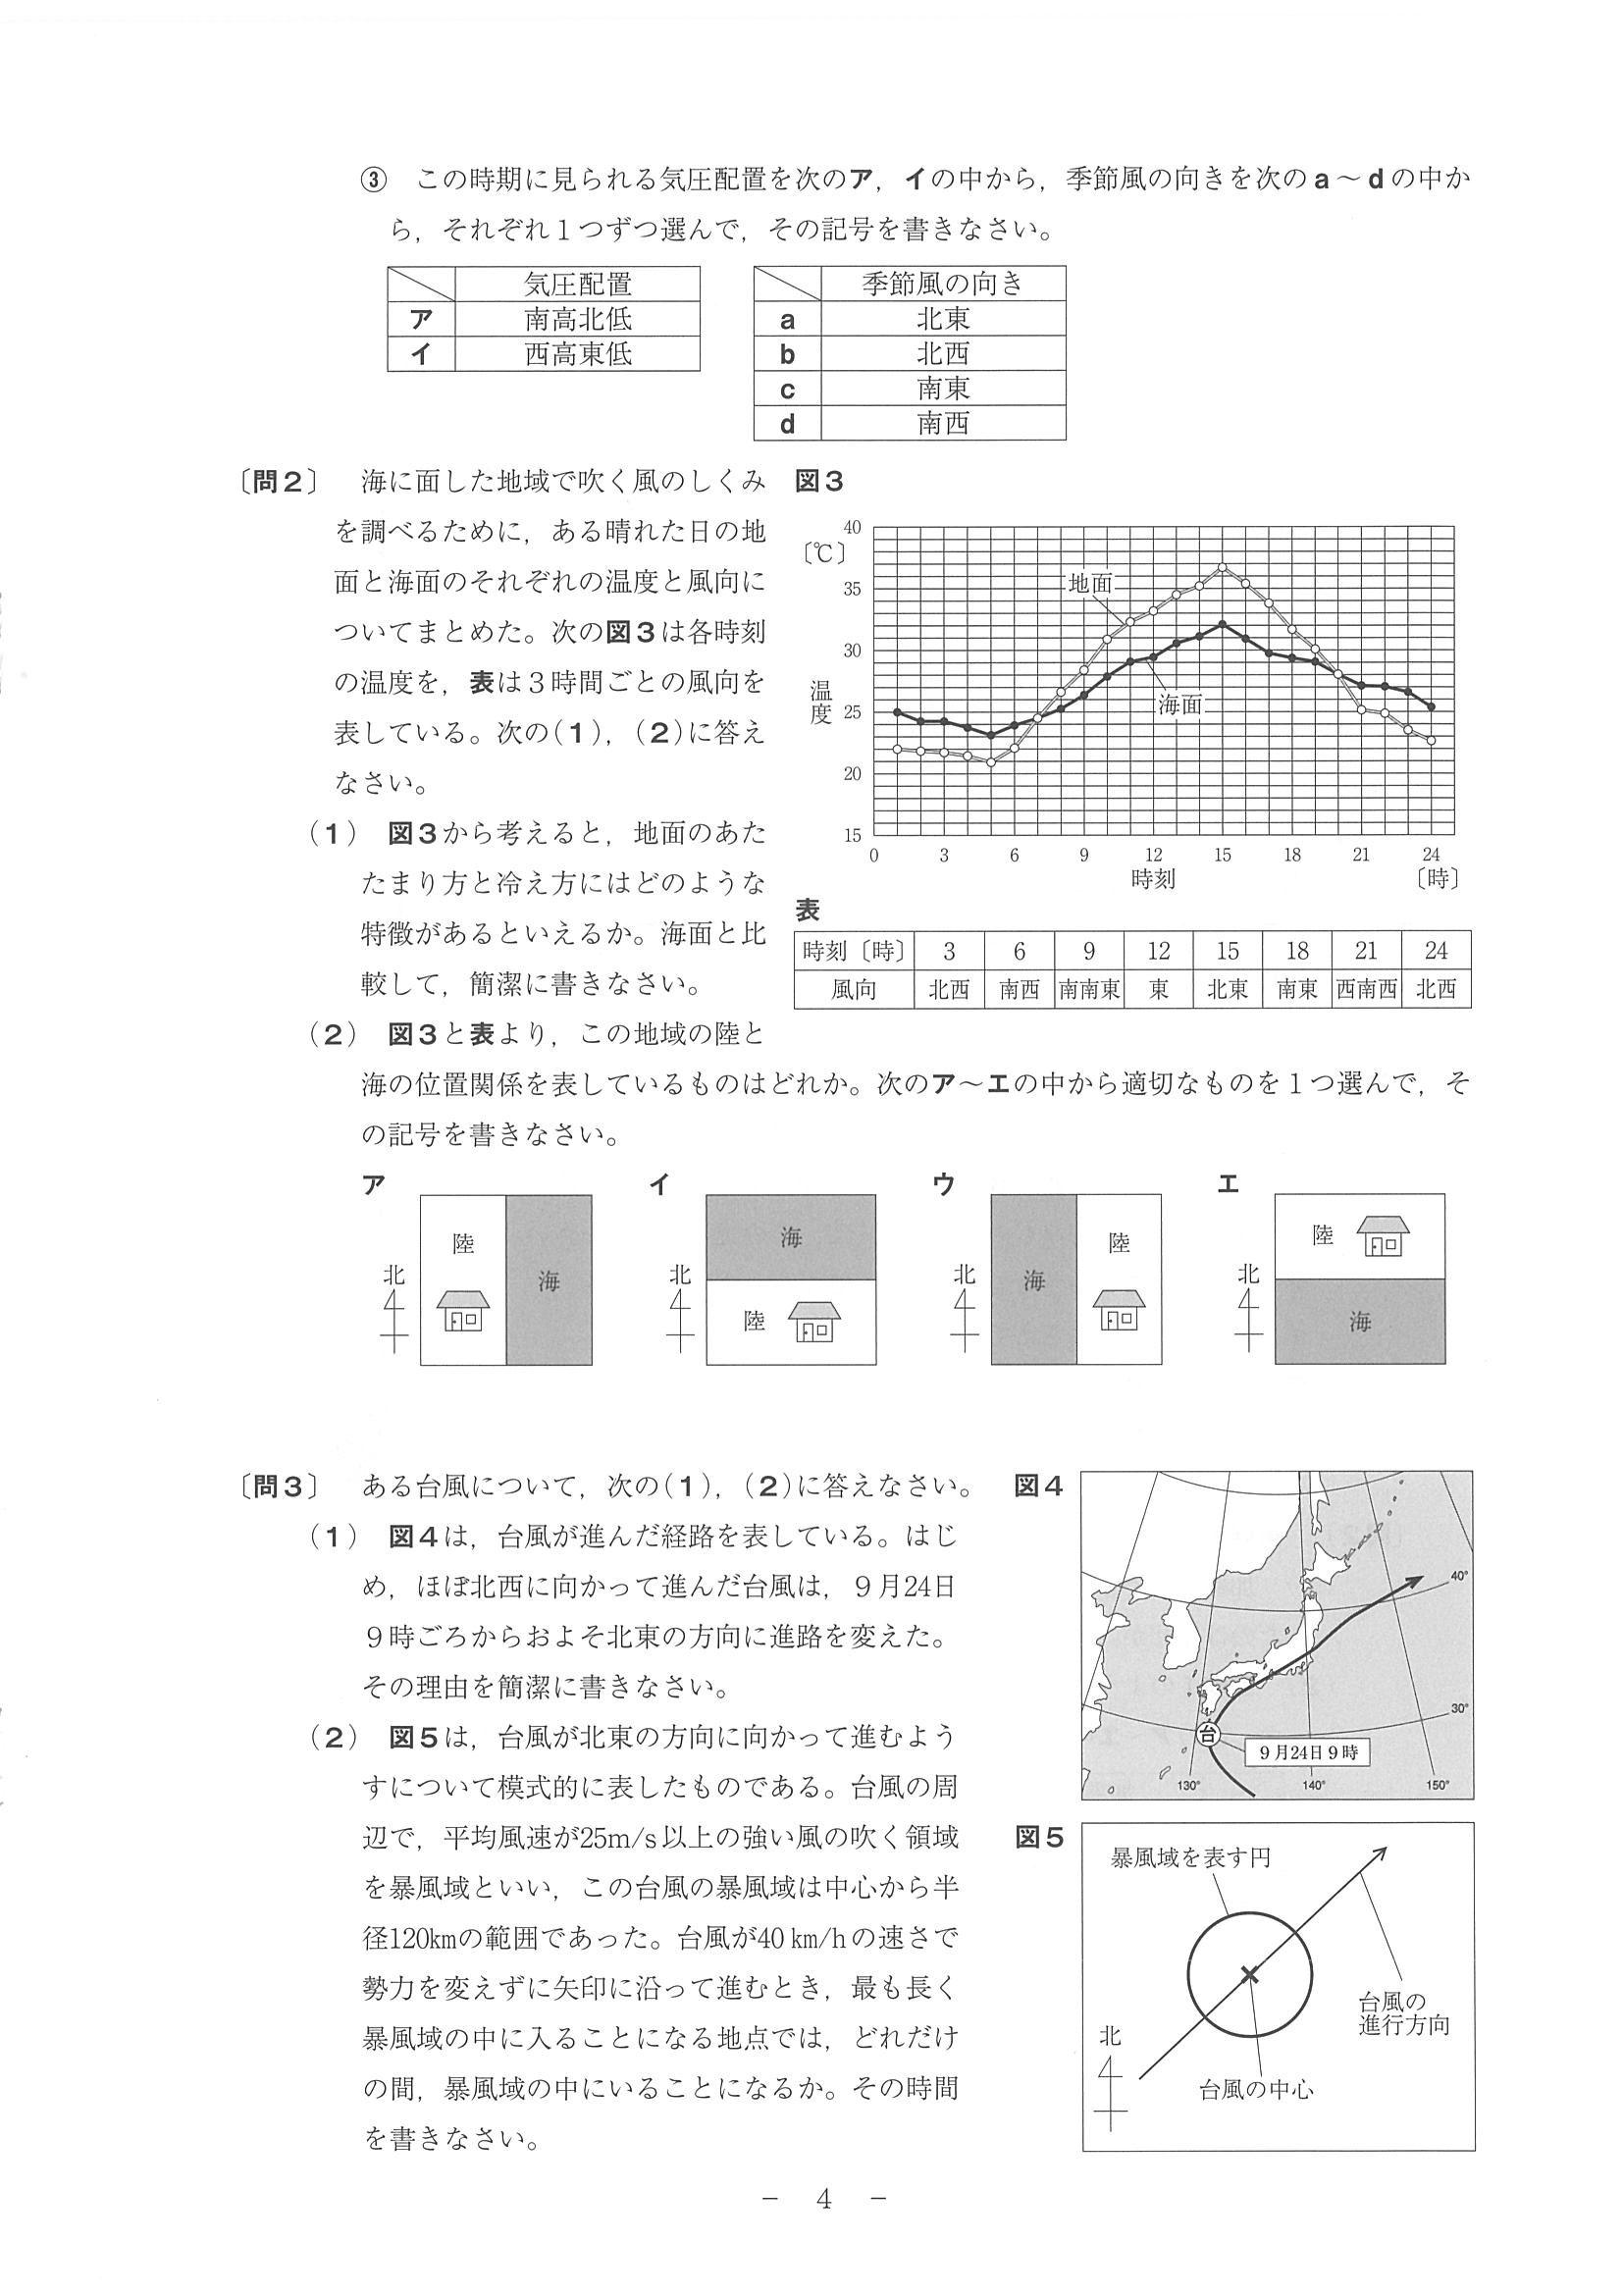 ③　この時期に見られる気圧配置を次のア，イの中から，季節風の向きを次のａ～ｄの中か
ら，それぞれ１つずつ選んで，その記号を書きなさい。
気圧配置
ア　南高北低
イ　西高東低
季節風の向き
a　北東
b　北西
c　南東
d　南西
〔問２〕　海に面した地域で吹く風のしくみ
を調べるために，ある晴れた日の地
面と海面のそれぞれの温度と風向に
ついてまとめた。次の図３は各時刻
の温度を，表は３時間ごとの風向を
表している。次の(1)，(2)に答え
なさい。
(1)　図３から考えると，地面のあた
たまり方と冷え方にはどのような
特徴があるといえるか。海面と比
較して，簡潔に書きなさい。
(2)　図３と表より，この地域の陸と
海の位置関係を表しているものはどれか。次のア～エの中から適切なものを１つ選んで，そ
の記号を書きなさい。
図３
40
〔℃〕
35
30
25
20
15
温度
地面
海面
0 3 6 9 12 15 18 21 24
時刻
〔時〕
表
時刻〔時〕 3 6 9 12 15 18 21 24
風向 北西 南西 南南東 東 北東 南東 西南西 北西
ア
北
陸
海
イ
北
海
陸
ウ
北
海
陸
エ
北
陸
海
〔問３〕　ある台風について，次の(1)，(2)に答えなさい。
(1)　図４は，台風が進んだ経路を表している。はじ
め，ほぼ北西に向かって進んだ台風は，９月24日
９時ごろからおよそ北東の方向に進路を変えた。
その理由を簡潔に書きなさい。
(2)　図５は，台風が北東の方向に向かって進むよう
すについて模式的に表したものである。台風の周
辺で，平均風速が25m/s以上の強い風の吹く領域
を暴風域といい，この台風の暴風域は中心から半
径120kmの範囲であった。台風が40 km/hの速さで
勢力を変えずに矢印に沿って進むとき，最も長く
暴風域の中に入ることになる地点では，どれだけ
の間，暴風域の中にいることになるか。その時間
を書きなさい。
図４
40°
30°
台
９月24日９時
130° 140° 150°
図５
暴風域を表す円
台風の
進行方向
北
台風の中心
－　4　－